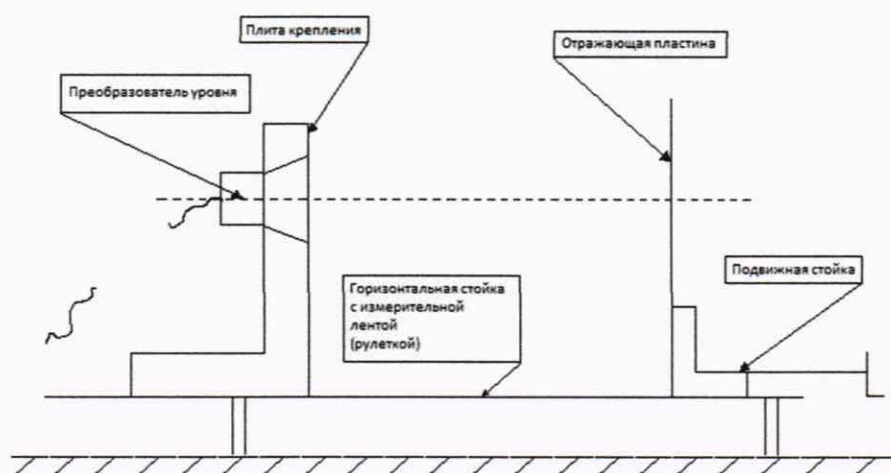 Плита крепления
Отражающая пластина
Преобразователь уровня
Подвижная стойка
Горизонтальная стойка
с измерительной
лентой
(рулеткой)